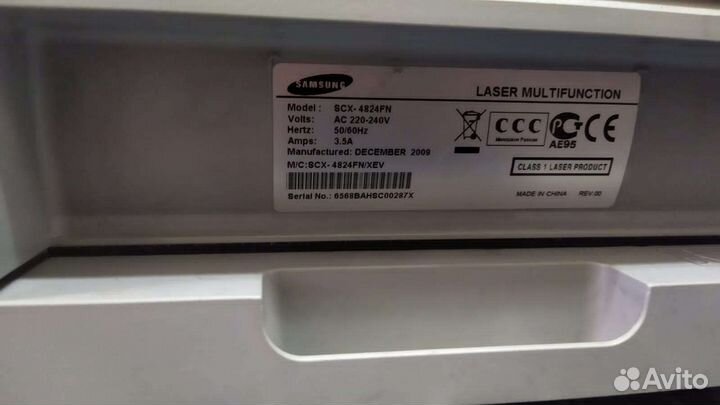 SAMSUNG
LASER MULTIFUNCTION
Model : SCX- 4824FN
Volts: AC 220-240V
Hertz: 50/60Hz
Amps: 3.5A
Manufactured: DECEMBER 2009
M/C:SCX- 4824FN/XEV
Serial No.: 6568BAHSC00287X
CCC
РСТ
CE
AE95
CLASS 1 LASER PRODUCT
MADE IN CHINA REV.00
Avito